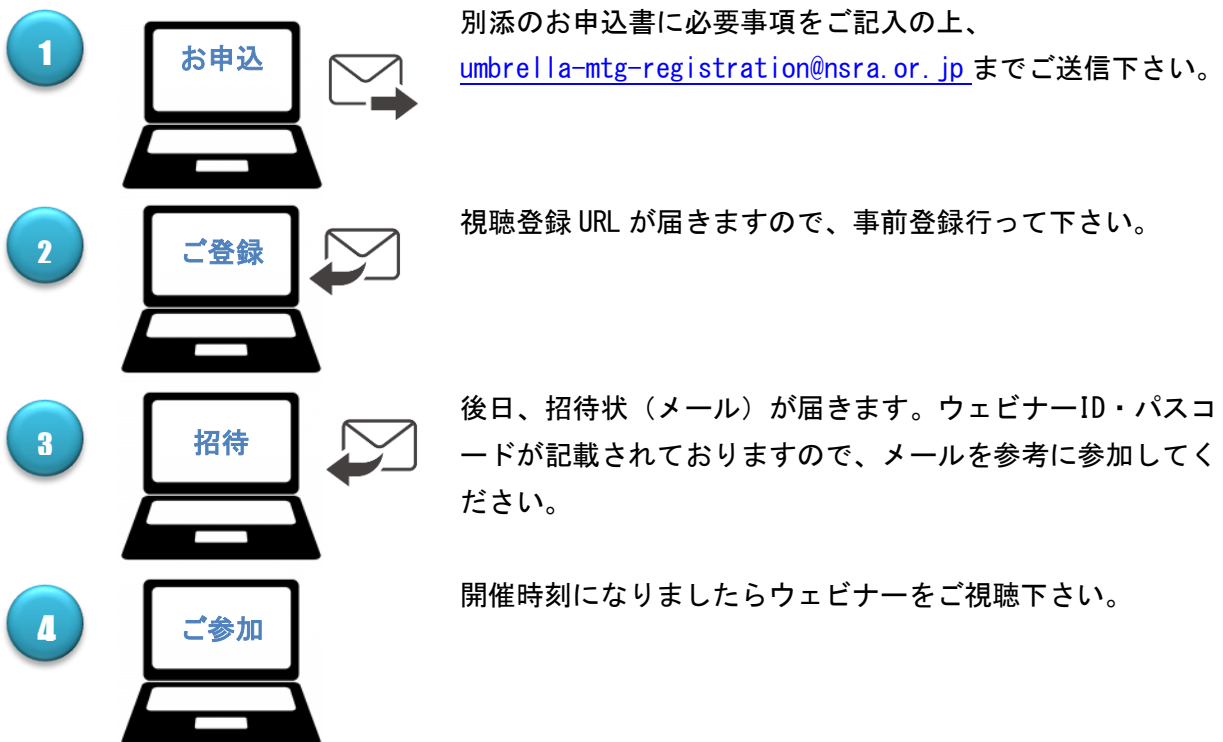 1
お申込
別添のお申込書に必要事項をご記入の上、
umbrella-mtg-registration@nsra.or.jp までご送信下さい。
2
ご登録
視聴登録 URL が届きますので、事前登録行って下さい。
3
招待
後日、招待状（メール）が届きます。ウェビナーID・パスコ
ードが記載されておりますので、メールを参考に参加してく
ださい。
4
ご参加
開催時刻になりましたらウェビナーをご視聴下さい。